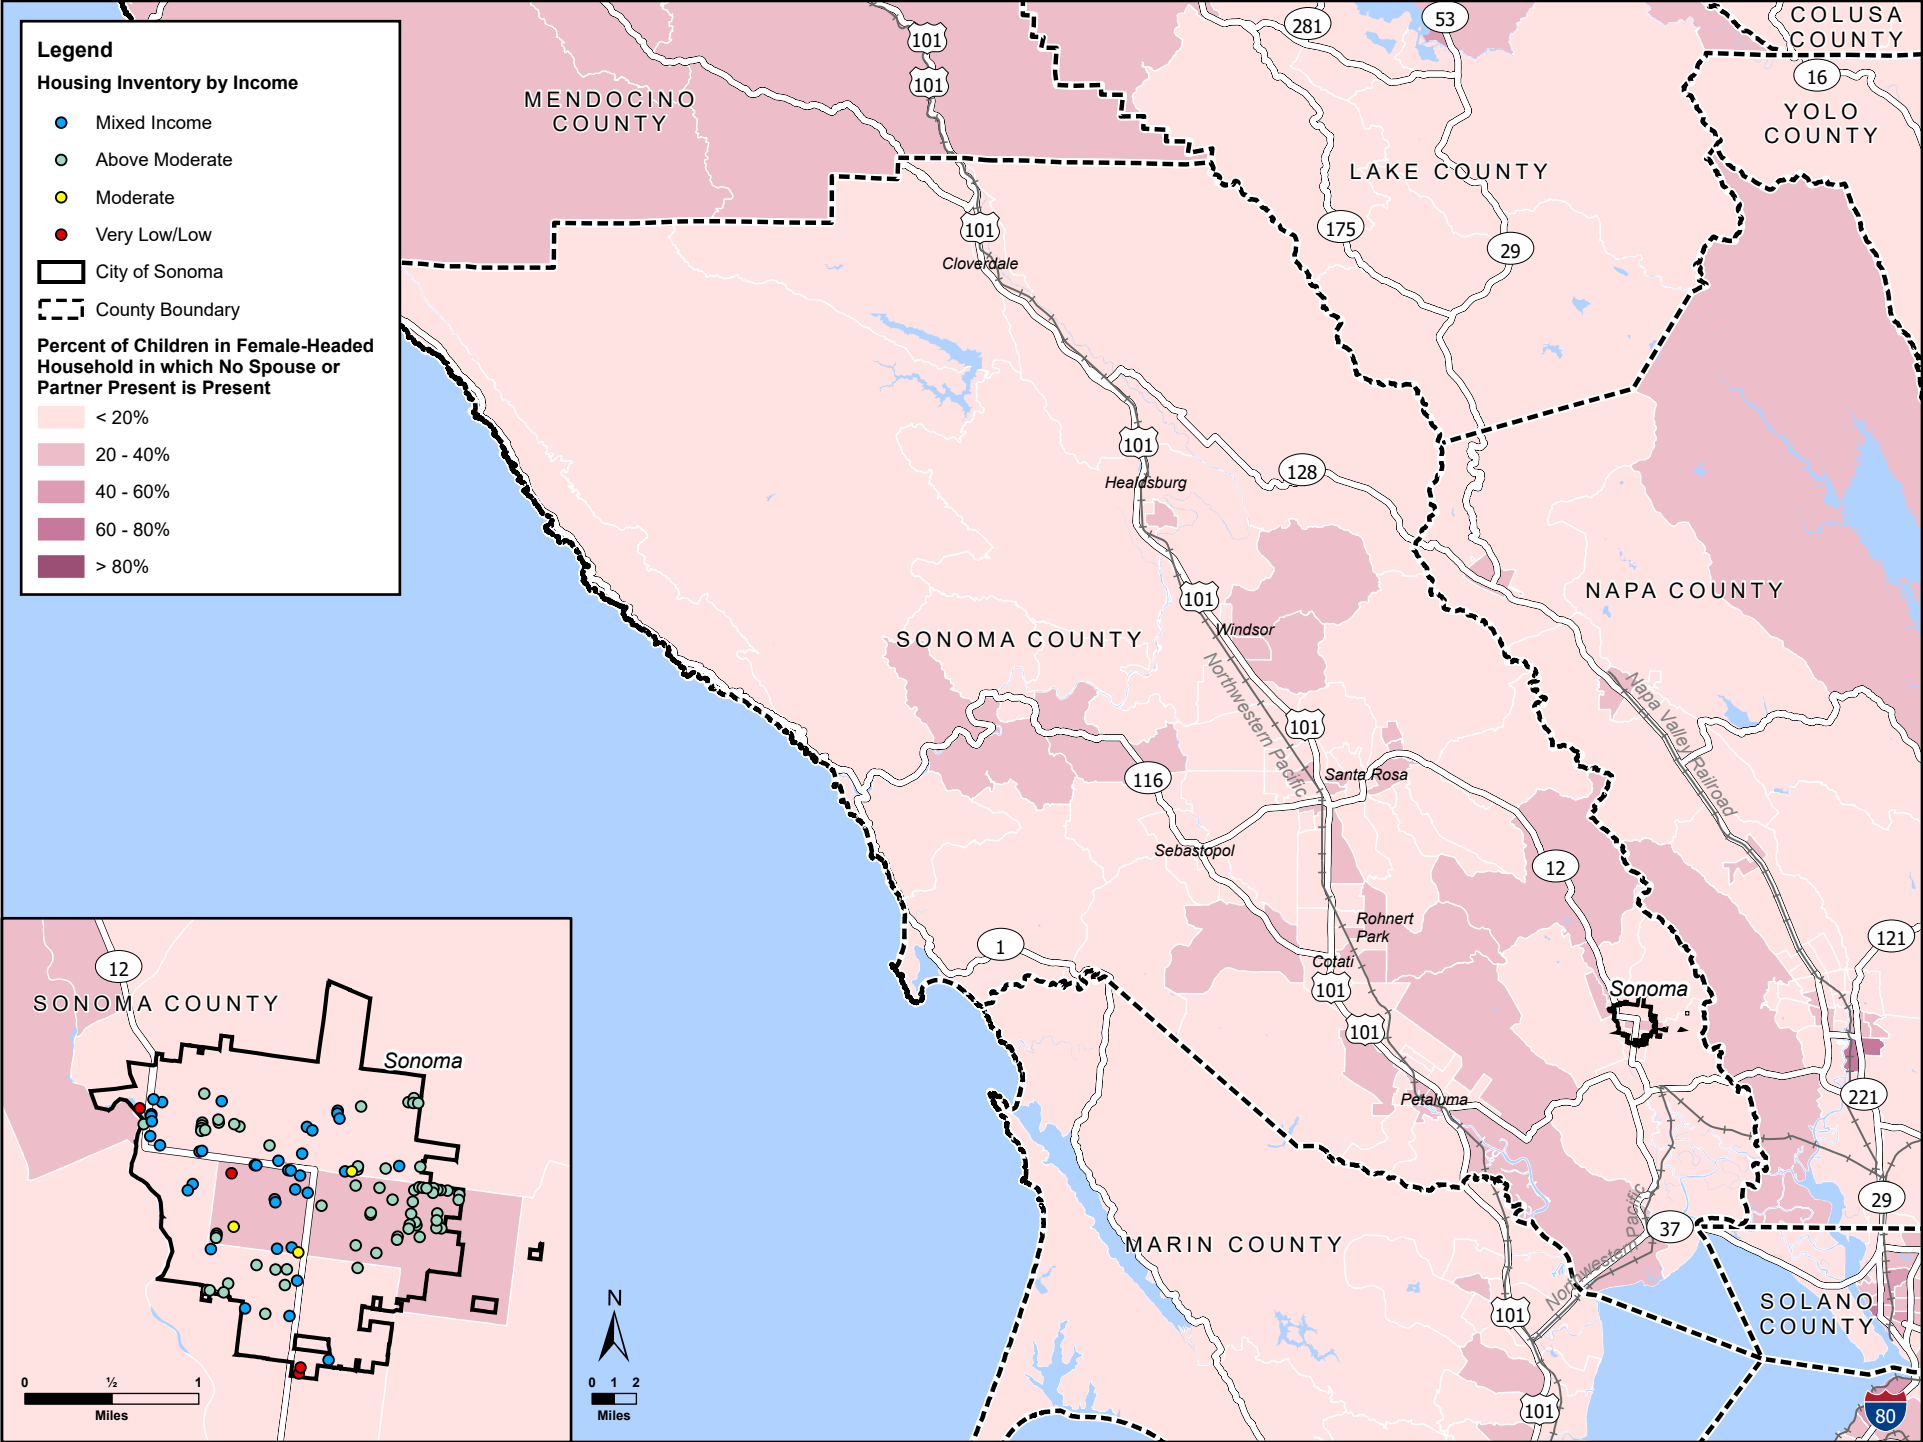 Legend
Housing Inventory by Income
Mixed Income
Above Moderate
Moderate
Very Low/Low
City of Sonoma
County Boundary
Percent of Children in Female-Headed
Household in which No Spouse or
Partner Present is Present
< 20%
20 - 40%
40 - 60%
60 - 80%
> 80%
MENDOCINO
COUNTY
101
101
281
53
COLUSA
COUNTY
16
YOLO
COUNTY
LAKE COUNTY
175
29
101
Cloverdale
101
Healdsburg
128
NAPA COUNTY
101
Windsor
SONOMA COUNTY
Northwestern Pacific
Napa Valley Railroad
101
116
Santa Rosa
Sebastopol
12
Rohnert
Park
121
1
Cotati
101
Sonoma
101
Petaluma
221
29
Northwestern Pacific
37
MARIN COUNTY
101
SOLANO
COUNTY
101
80
12
SONOMA COUNTY
Sonoma
0 ½ 1
Miles
N
0 1 2
Miles